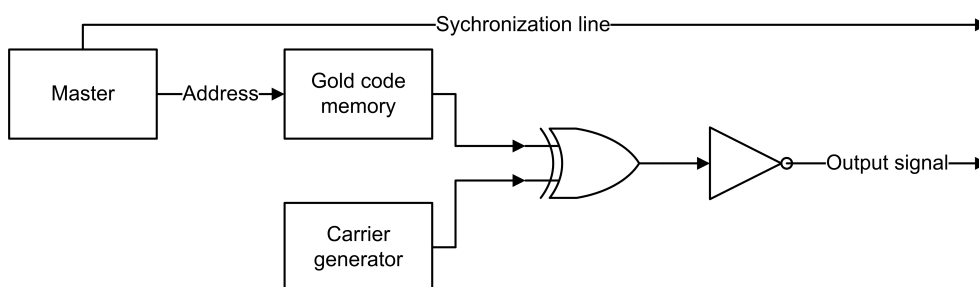 Sychronization line
Master
Address
Gold code
memory
Output signal
Carrier
generator